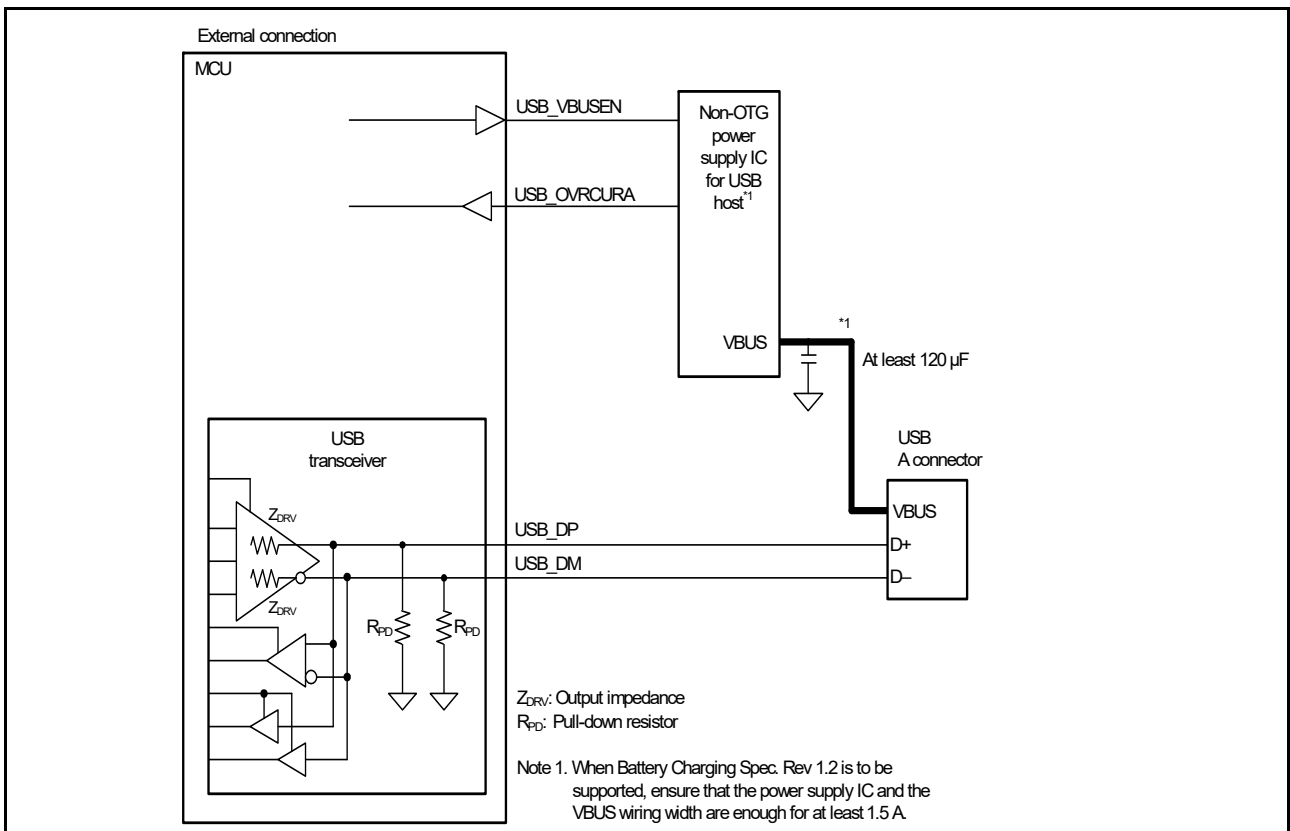 External connection
MCU
USB_VBUSEN
Non-OTG
power
supply IC
for USB
host*1
USB_OVRCURA
*1
VBUS
At least 120 µF
USB
transceiver
USB
A connector
ZDRV
VBUS
USB_DP
D+
USB_DM
D–
ZDRV
RPD
RPD
ZDRV: Output impedance
RPD: Pull-down resistor
Note 1. When Battery Charging Spec. Rev 1.2 is to be
supported, ensure that the power supply IC and the
VBUS wiring width are enough for at least 1.5 A.